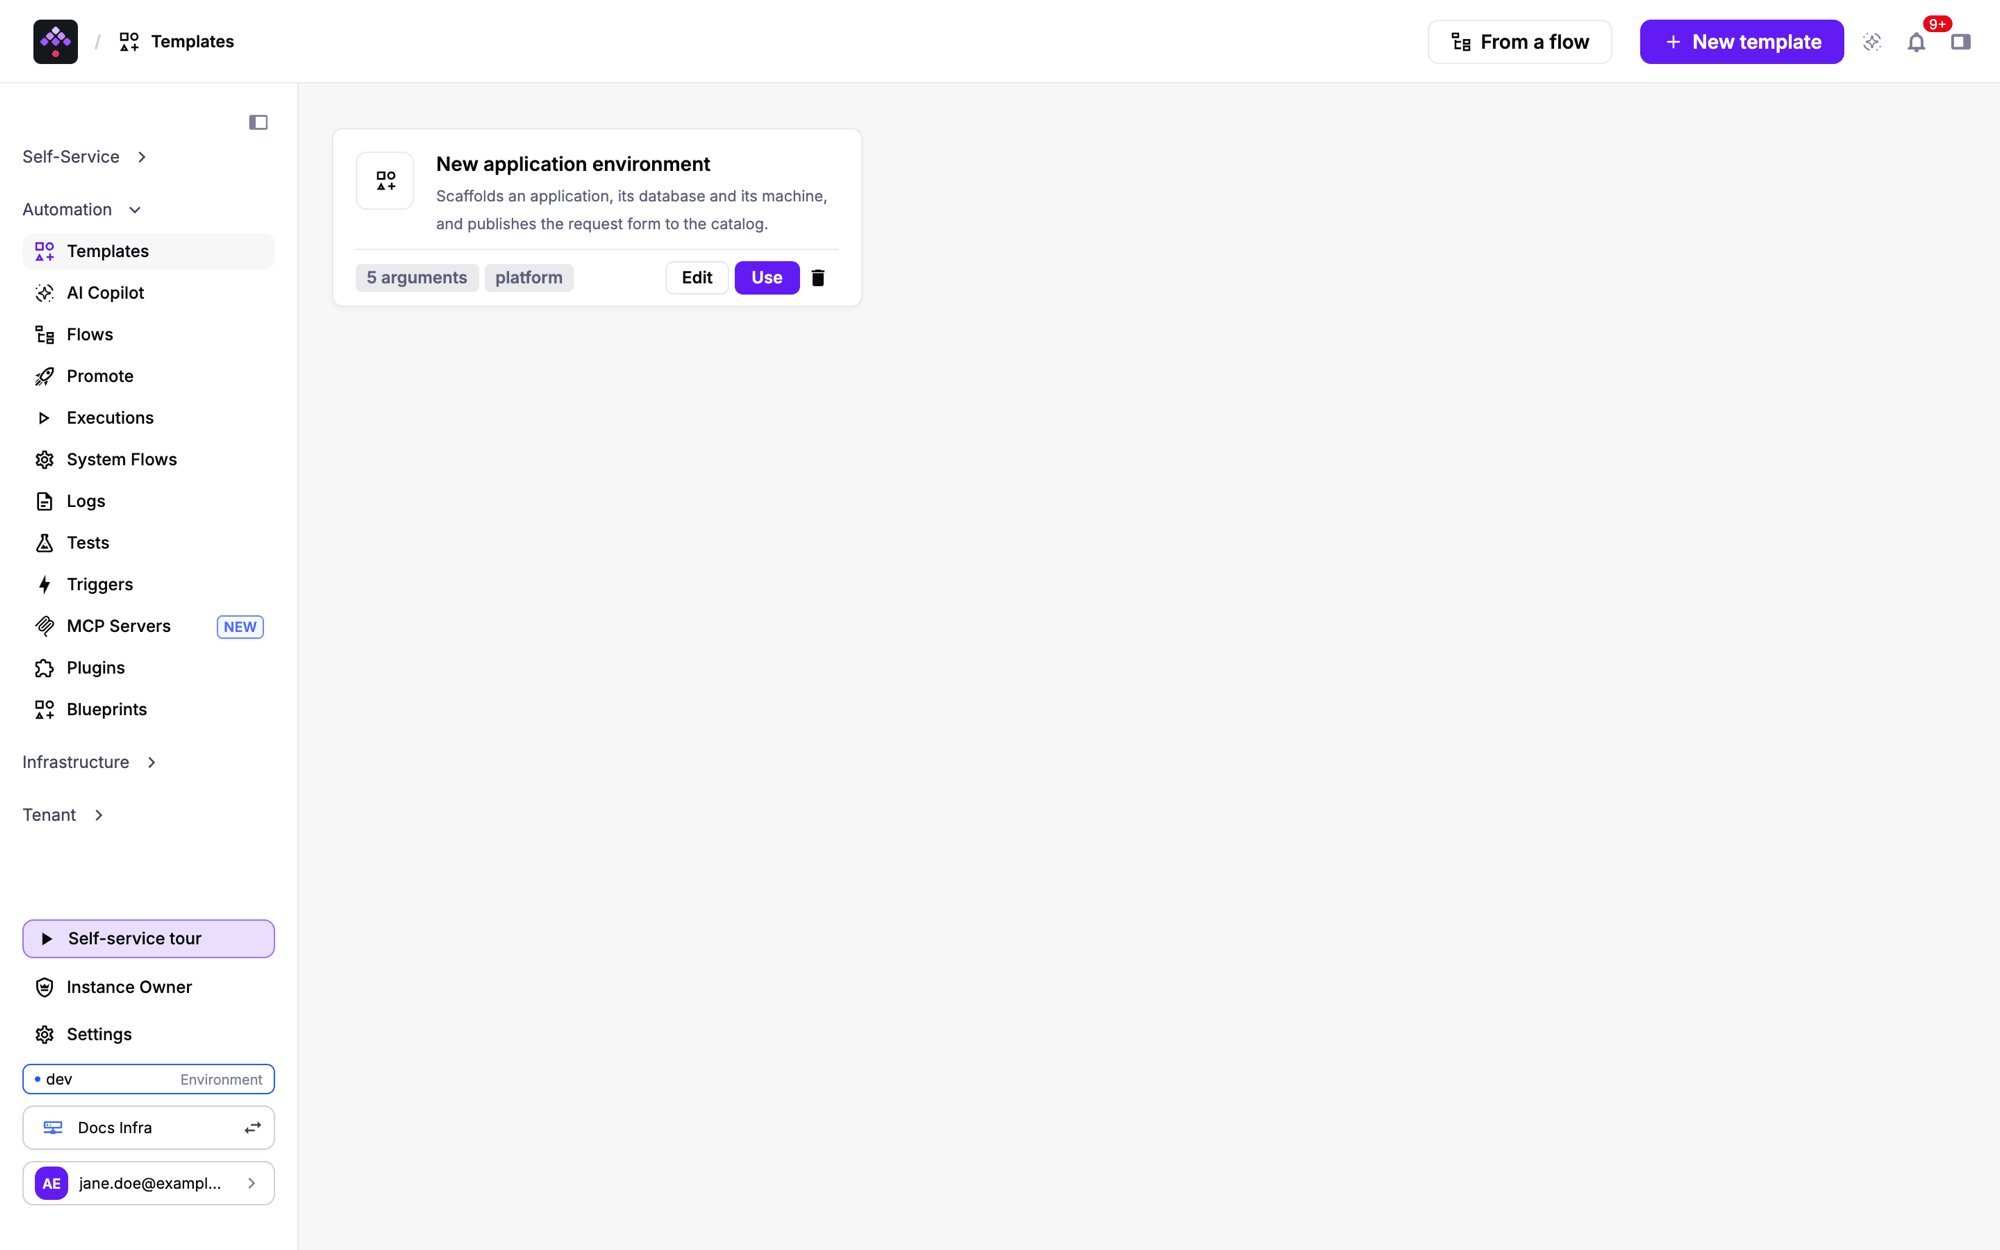 / Templates
From a flow
+ New template
9+
Self-Service
Automation
Templates
AI Copilot
Flows
Promote
Executions
System Flows
Logs
Tests
Triggers
MCP Servers NEW
Plugins
Blueprints
Infrastructure
Tenant
Self-service tour
Instance Owner
Settings
dev Environment
Docs Infra
AE jane.doe@exampl...
New application environment
Scaffolds an application, its database and its machine,
and publishes the request form to the catalog.
5 arguments platform Edit Use